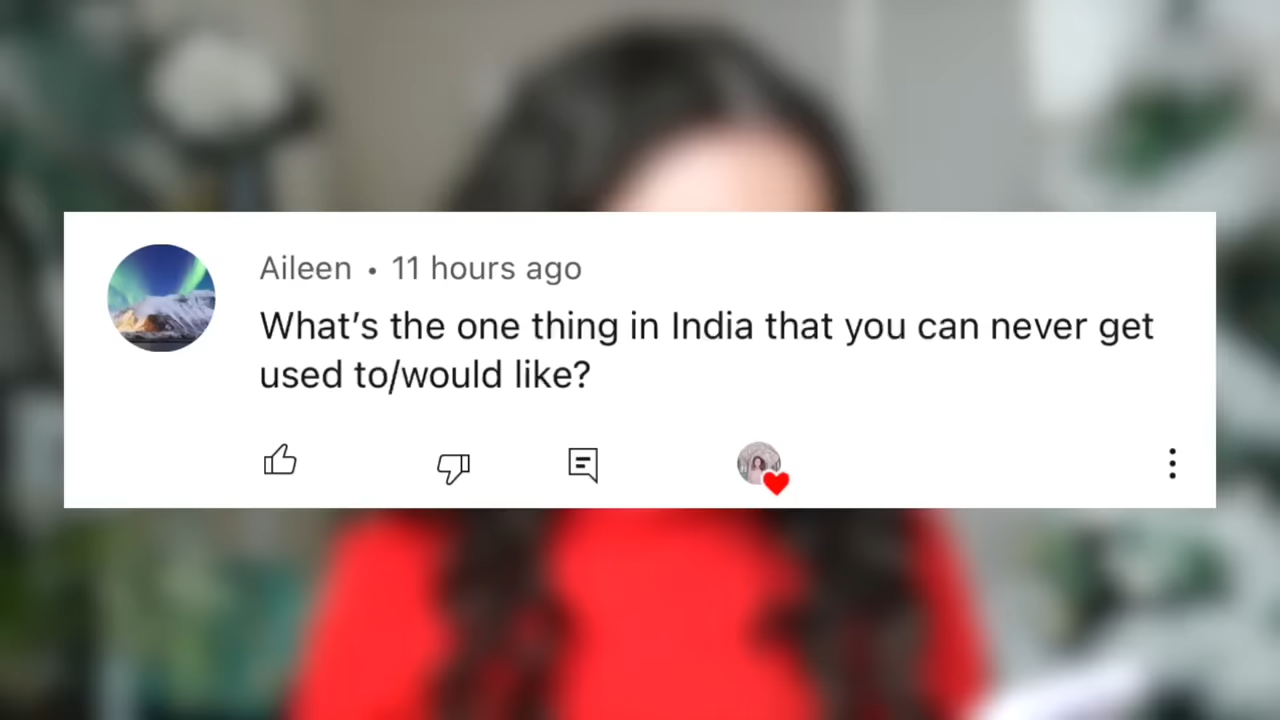 Aileen • 11 hours ago
What’s the one thing in India that you can never get
used to/would like?